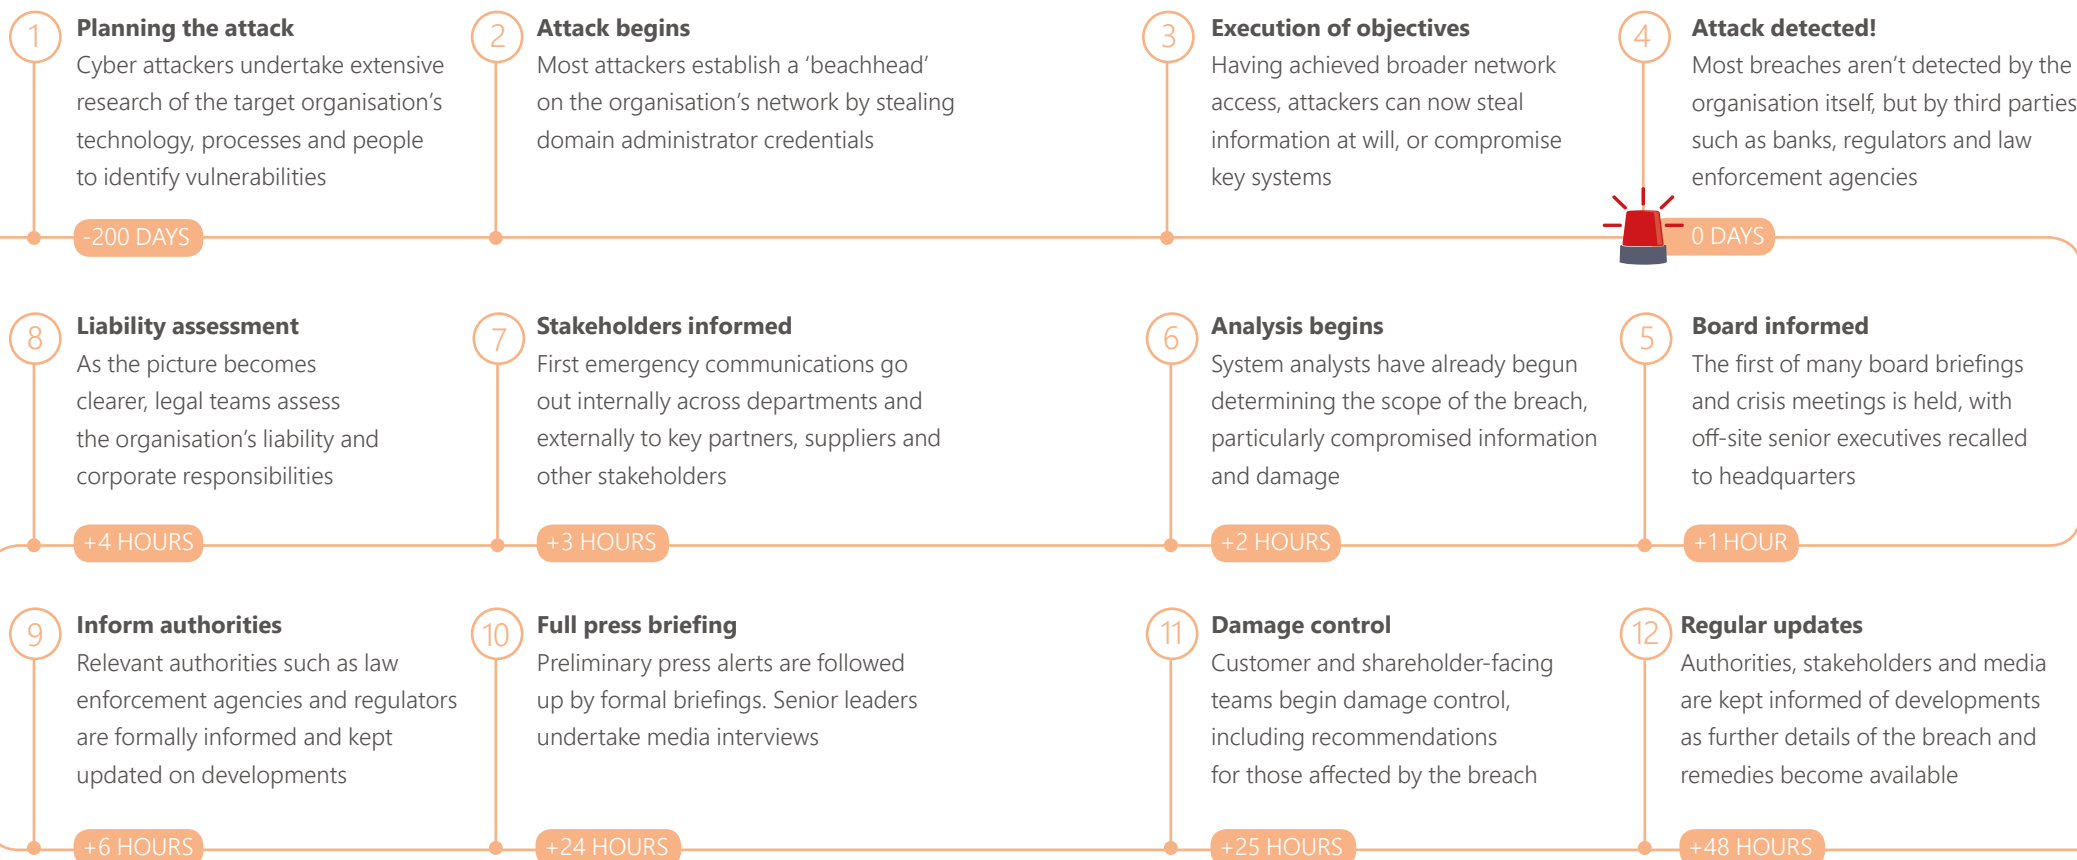 1
Planning the attack
Cyber attackers undertake extensive
research of the target organisation’s
technology, processes and people
to identify vulnerabilities
-200 DAYS
2
Attack begins
Most attackers establish a ‘beachhead’
on the organisation’s network by stealing
domain administrator credentials
3
Execution of objectives
Having achieved broader network
access, attackers can now steal
information at will, or compromise
key systems
4
Attack detected!
Most breaches aren’t detected by the
organisation itself, but by third parties
such as banks, regulators and law
enforcement agencies
0 DAYS
5
Board informed
The first of many board briefings
and crisis meetings is held, with
off-site senior executives recalled
to headquarters
+1 HOUR
6
Analysis begins
System analysts have already begun
determining the scope of the breach,
particularly compromised information
and damage
+2 HOURS
7
Stakeholders informed
First emergency communications go
out internally across departments and
externally to key partners, suppliers and
other stakeholders
+3 HOURS
8
Liability assessment
As the picture becomes
clearer, legal teams assess
the organisation’s liability and
corporate responsibilities
+4 HOURS
9
Inform authorities
Relevant authorities such as law
enforcement agencies and regulators
are formally informed and kept
updated on developments
+6 HOURS
10
Full press briefing
Preliminary press alerts are followed
up by formal briefings. Senior leaders
undertake media interviews
+24 HOURS
11
Damage control
Customer and shareholder-facing
teams begin damage control,
including recommendations
for those affected by the breach
+25 HOURS
12
Regular updates
Authorities, stakeholders and media
are kept informed of developments
as further details of the breach and
remedies become available
+48 HOURS